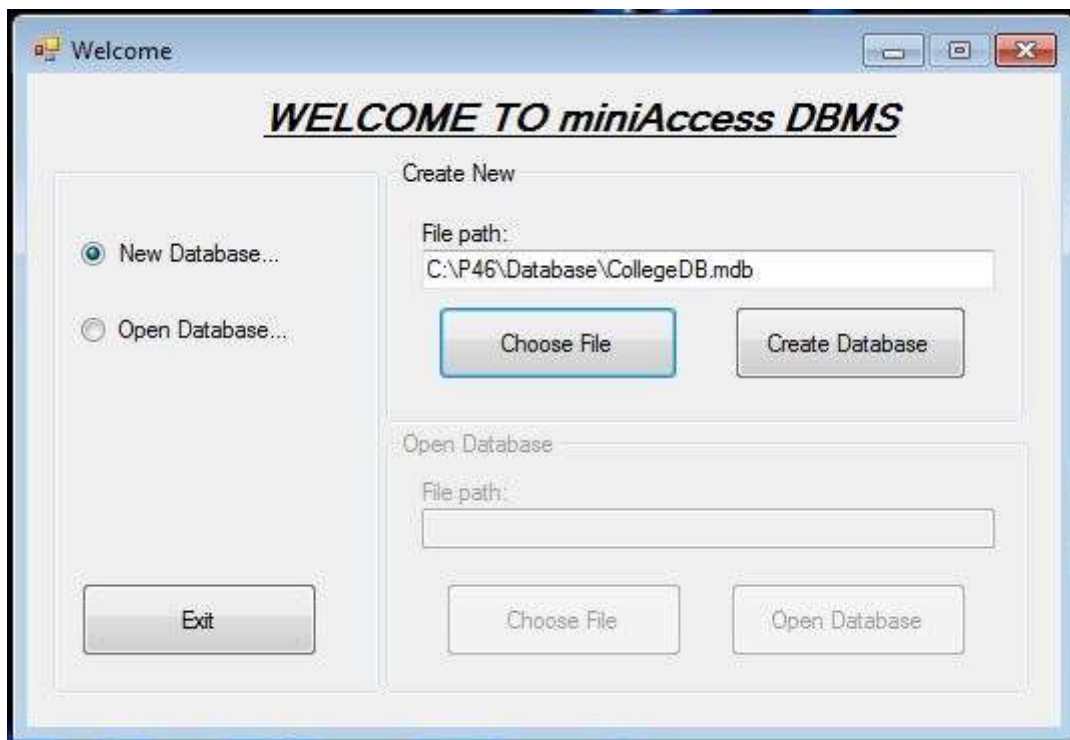 Welcome
WELCOME TO miniAccess DBMS
New Database...
Open Database...
Exit
Create New
File path:
C:\P46\Database\CollegeDB.mdb
Choose File
Create Database
Open Database
File path:
Choose File
Open Database